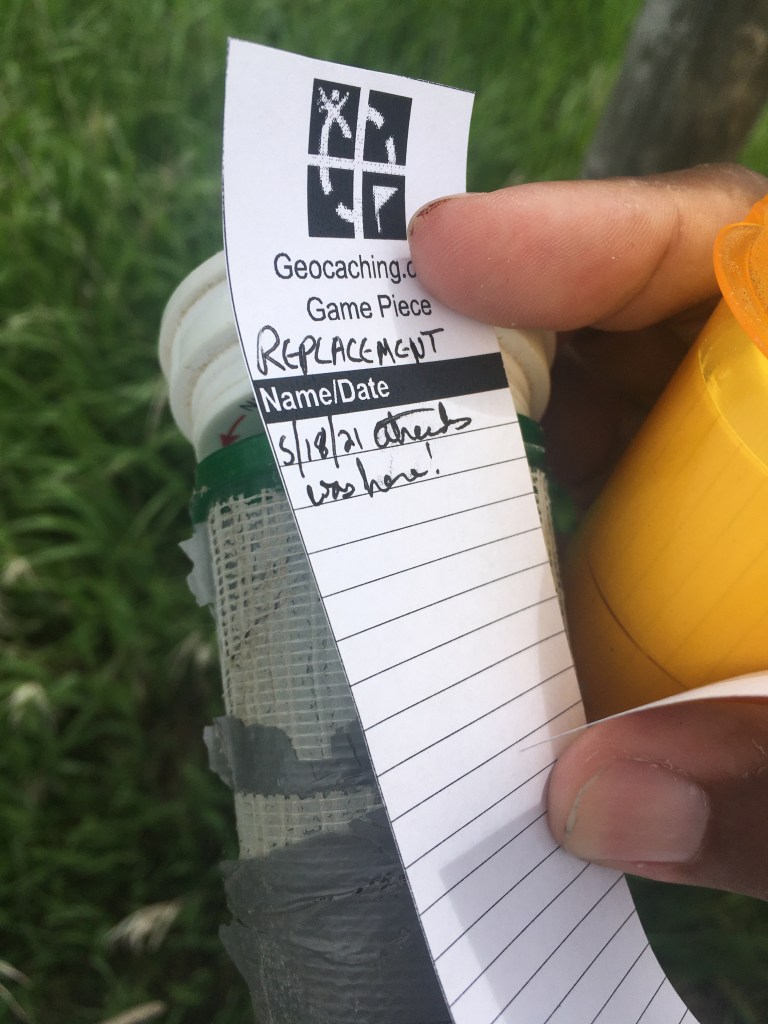 Geocaching.c
Game Piece
REPLACEMENT
Name/Date
5/18/21
was here!